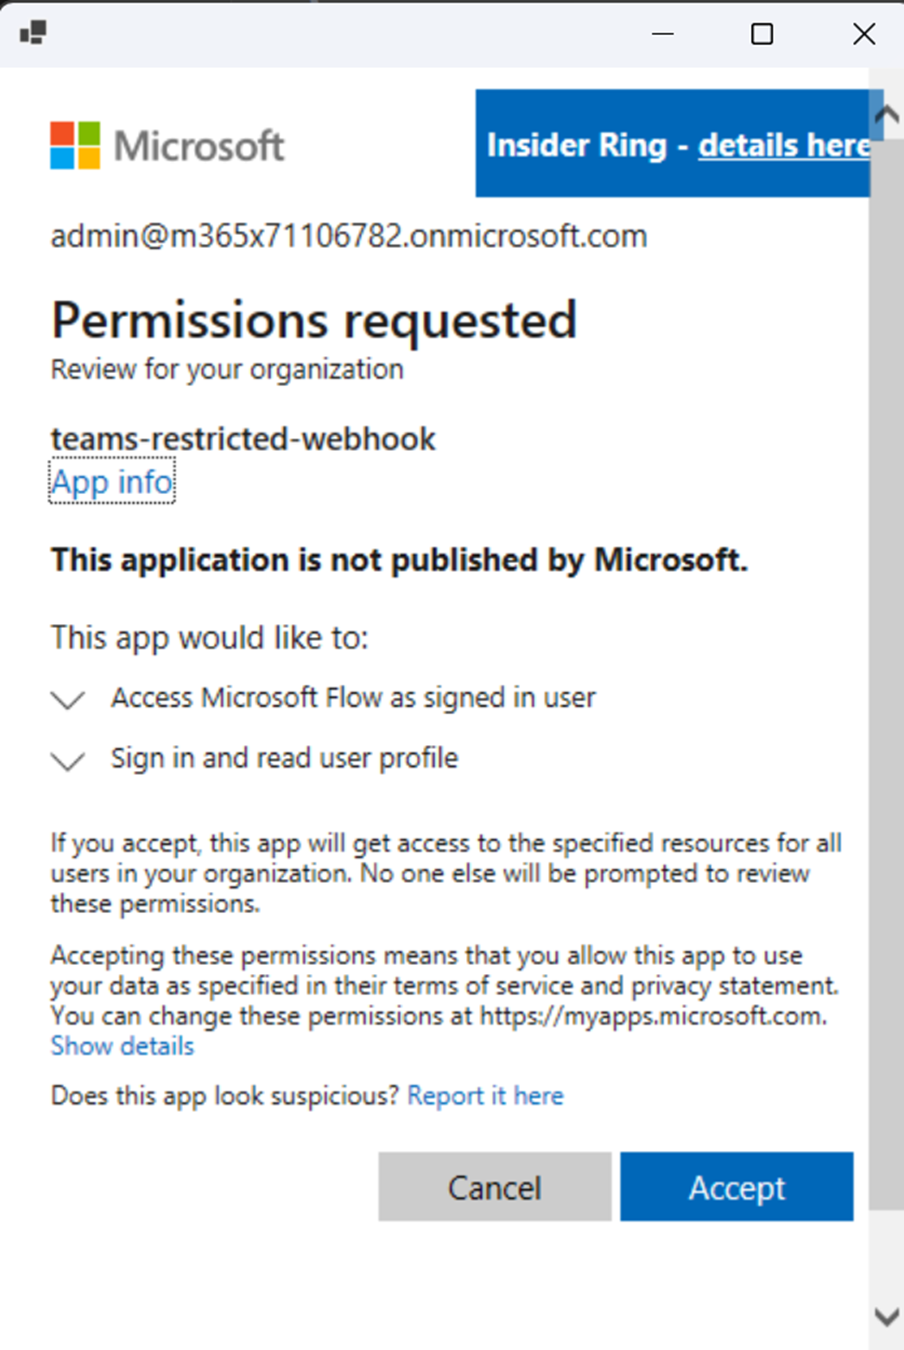 Microsoft
Insider Ring - details here
admin@m365x71106782.onmicrosoft.com
Permissions requested
Review for your organization
teams-restricted-webhook
App info
This application is not published by Microsoft.
This app would like to:
Access Microsoft Flow as signed in user
Sign in and read user profile
If you accept, this app will get access to the specified resources for all
users in your organization. No one else will be prompted to review
these permissions.
Accepting these permissions means that you allow this app to use
your data as specified in their terms of service and privacy statement.
You can change these permissions at https://myapps.microsoft.com.
Show details
Does this app look suspicious? Report it here
Cancel
Accept